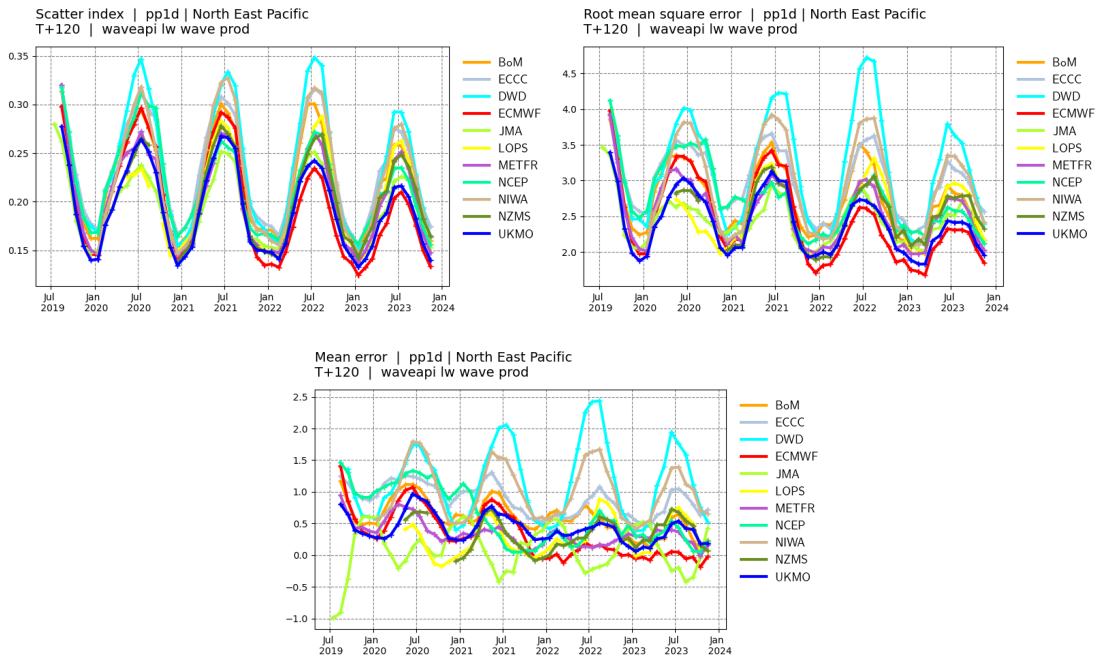 Scatter index | pp1d | North East Pacific
T+120 | waveapi lw wave prod
0.35
0.30
0.25
0.20
0.15
Jul 2019
Jan 2020
Jul 2020
Jan 2021
Jul 2021
Jan 2022
Jul 2022
Jan 2023
Jul 2023
Jan 2024
BoM
ECCC
DWD
ECMWF
JMA
LOPS
METFR
NCEP
NIWA
NZMS
UKMO
Root mean square error | pp1d | North East Pacific
T+120 | waveapi lw wave prod
4.5
4.0
3.5
3.0
2.5
2.0
Jul 2019
Jan 2020
Jul 2020
Jan 2021
Jul 2021
Jan 2022
Jul 2022
Jan 2023
Jul 2023
Jan 2024
BoM
ECCC
DWD
ECMWF
JMA
LOPS
METFR
NCEP
NIWA
NZMS
UKMO
Mean error | pp1d | North East Pacific
T+120 | waveapi lw wave prod
2.5
2.0
1.5
1.0
0.5
0.0
−0.5
−1.0
Jul 2019
Jan 2020
Jul 2020
Jan 2021
Jul 2021
Jan 2022
Jul 2022
Jan 2023
Jul 2023
Jan 2024
BoM
ECCC
DWD
ECMWF
JMA
LOPS
METFR
NCEP
NIWA
NZMS
UKMO